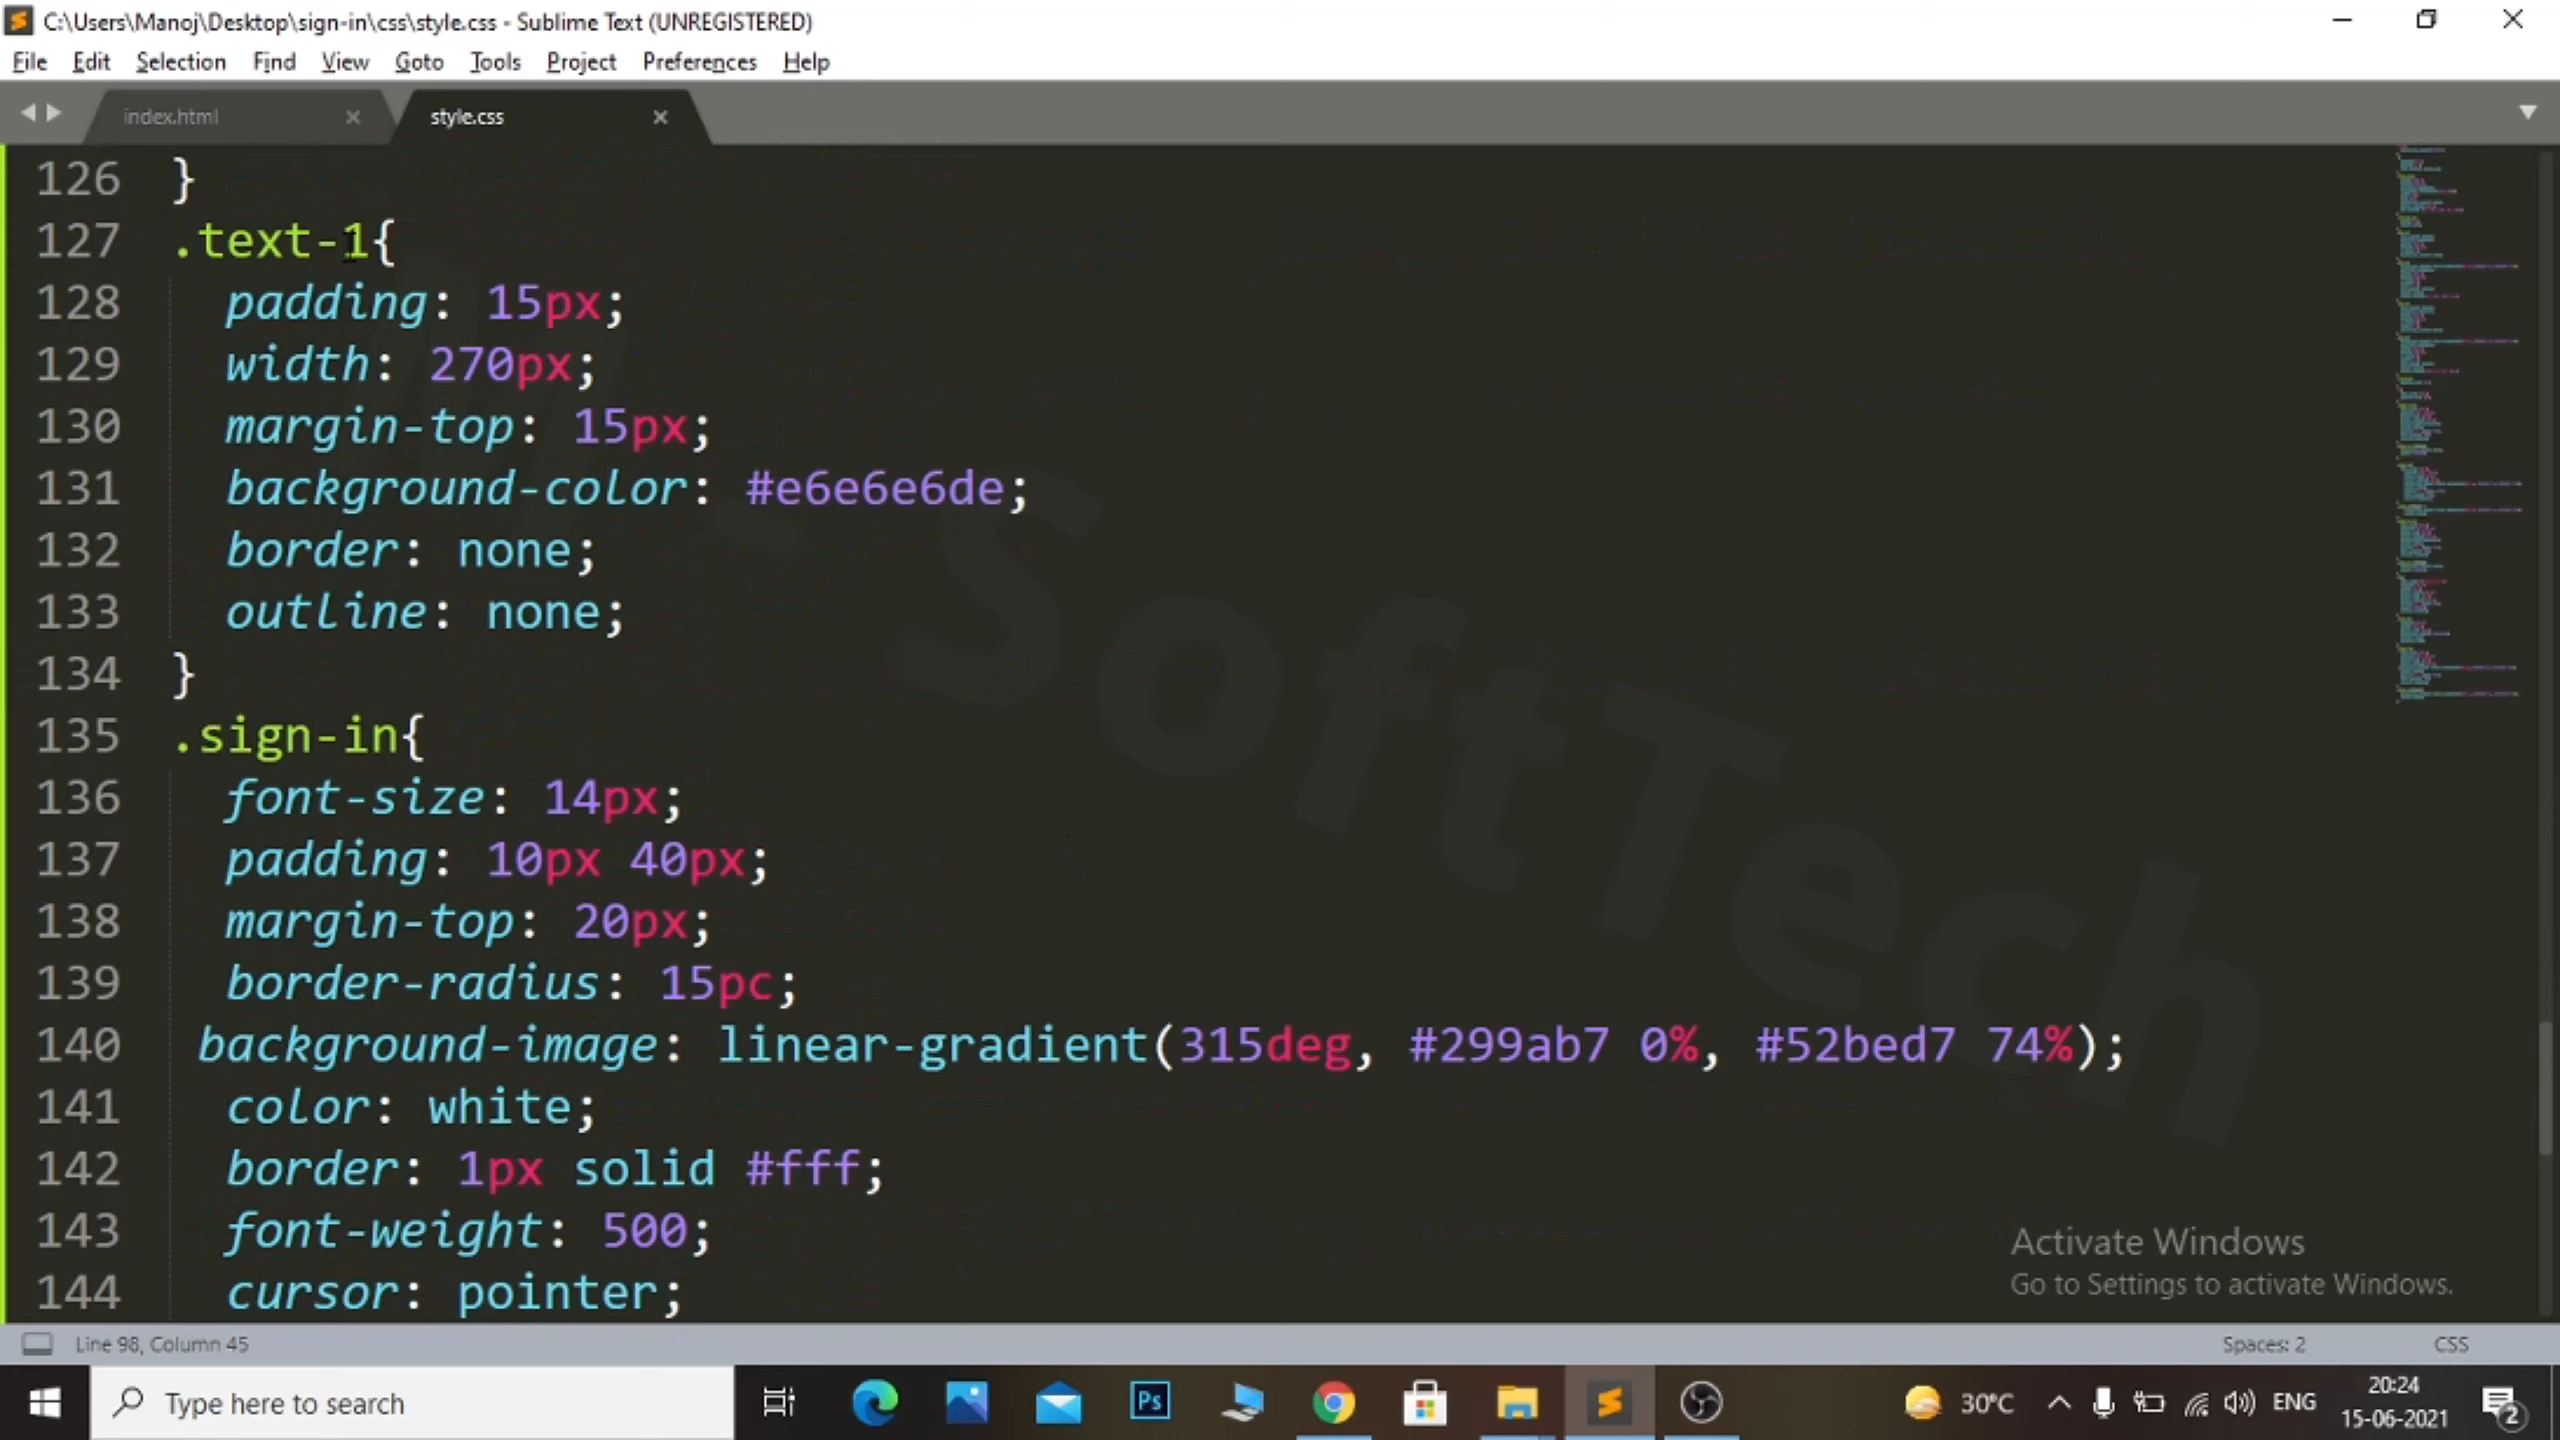 C:\Users\Manoj\Desktop\sign-in\css\style.css - Sublime Text (UNREGISTERED)
File Edit Selection Find View Goto Tools Project Preferences Help
index.html style.css
126 }
127 .text-1{
128 padding: 15px;
129 width: 270px;
130 margin-top: 15px;
131 background-color: #e6e6e6de;
132 border: none;
133 outline: none;
134 }
135 .sign-in{
136 font-size: 14px;
137 padding: 10px 40px;
138 margin-top: 20px;
139 border-radius: 15pc;
140 background-image: linear-gradient(315deg, #299ab7 0%, #52bed7 74%);
141 color: white;
142 border: 1px solid #fff;
143 font-weight: 500;
144 cursor: pointer;
SoftTech
Activate Windows
Go to Settings to activate Windows.
Line 98, Column 45 Spaces: 2 CSS
Type here to search
Ps
30°C ENG
20:24
15-06-2021
2